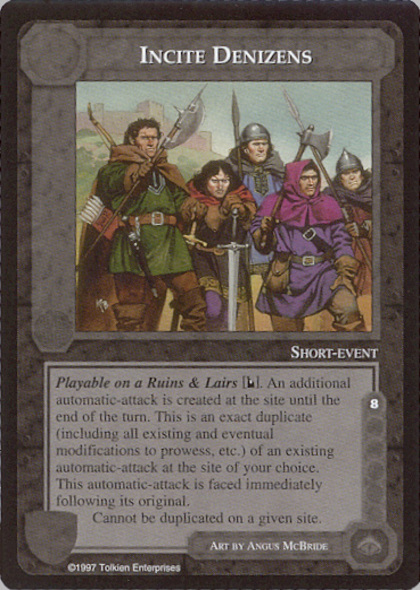 INCITE DENIZENS
SHORT-EVENT
Playable on a Ruins & Lairs []. An additional
automatic-attack is created at the site until the
end of the turn. This is an exact duplicate
(including all existing and eventual
modifications to prowess, etc.) of an existing
automatic-attack at the site of your choice.
This automatic-attack is faced immediately
following its original.
Cannot be duplicated on a given site.
8
ART BY ANGUS MCBRIDE
©1997 Tolkien Enterprises